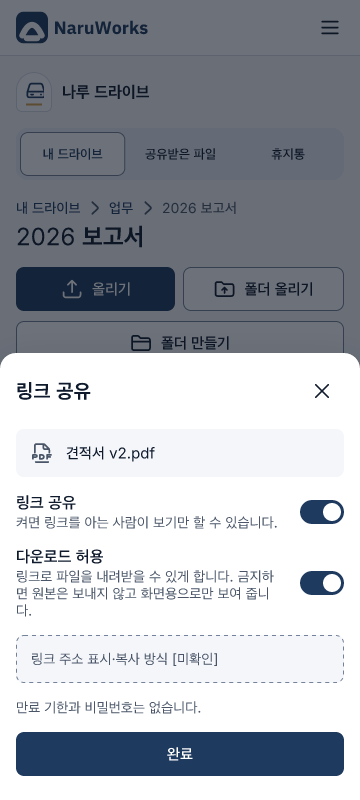 NaruWorks
나루 드라이브
내 드라이브 공유받은 파일 휴지통
내 드라이브 > 업무 > 2026 보고서
2026 보고서
올리기 폴더 올리기
폴더 만들기
링크 공유
PDF 견적서 v2.pdf
링크 공유
켜면 링크를 아는 사람이 보기만 할 수 있습니다.
다운로드 허용
링크로 파일을 내려받을 수 있게 합니다. 금지하
면 원본은 보내지 않고 화면용으로만 보여 줍니
다.
링크 주소 표시·복사 방식 [미확인]
만료 기한과 비밀번호는 없습니다.
완료